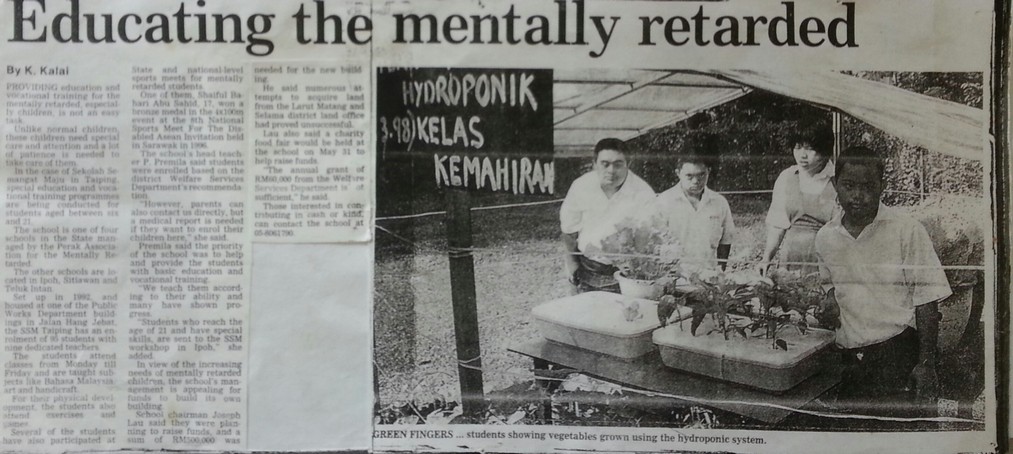 Educating the mentally retarded
By K. Kalai
PROVIDING education and
vocational training for the
mentally retarded, especial-
ly children, is not an easy
task.
Unlike normal children,
these children need special
care and attention and a lot
of patience is needed to
take care of them.
In the case of Sekolah Se-
mangat Maju in Taiping,
special education and voca-
tional training programmes
are being conducted for
students aged between six
and 21.
The school is one of four
schools in the State man-
aged by the Perak Associa-
tion for the Mentally Re-
tarded.
The other schools are lo-
cated in Ipoh, Sitiawan and
Teluk Intan.
Set up in 1982, and
housed at one of the Public
Works Department build-
ings in Jalan Hang Jebat,
the SSM Taiping has an en-
rolment of 95 students with
nine dedicated teachers.
The students attend
classes from Monday till
Friday and are taught sub-
jects like Bahasa Malaysia,
art and handicraft.
For their physical devel-
opment, the students also
attend exercises and
games.
Several of the students
have also participated at
State and national-level
sports meets for mentally
retarded students.
One of them, Shaiful Ba-
hari Abu Sahid, 17, won a
bronze medal in the 4x100m
event at the 8th National
Sports Meet For The Dis-
abled Asean Invitation held
in Sarawak in 1996.
The school's head teach-
er P. Premila said students
were enrolled based on the
district Welfare Services
Department's recommenda-
tion.
"However, parents can
also contact us directly, but
a medical report is needed
if they want to enrol their
children here," she said.
Premila said the priority
of the school was to help
and provide the students
with basic education and
vocational training.
"We teach them accord-
ing to their ability and
many have shown pro-
gress.
"Students who reach the
age of 21 and have special
skills, are sent to the SSM
workshop in Ipoh," she
added.
In view of the increasing
needs of mentally retarded
children, the school's man-
agement is appealing for
funds to build its own
building.
School chairman Joseph
Lau said they were plan-
ning to raise funds, and a
sum of RM500,000 was
needed for the new build-
ing.
He said numerous at-
tempts to acquire land
from the Larut Matang and
Selama district land office
had proved unsuccessful.
Lau also said a charity
food fair would be held at
the school on May 31 to
help raise funds.
"The annual grant of
RM60,000 from the Welfare
Services Department is
sufficient," he said.
Those interested in con-
tributing in cash or kind,
can contact the school at
05-8061790.
HYDROPONIK
3.98) KELAS
KEMAHIRAN
GREEN FINGERS ... students showing vegetables grown using the hydroponic system.